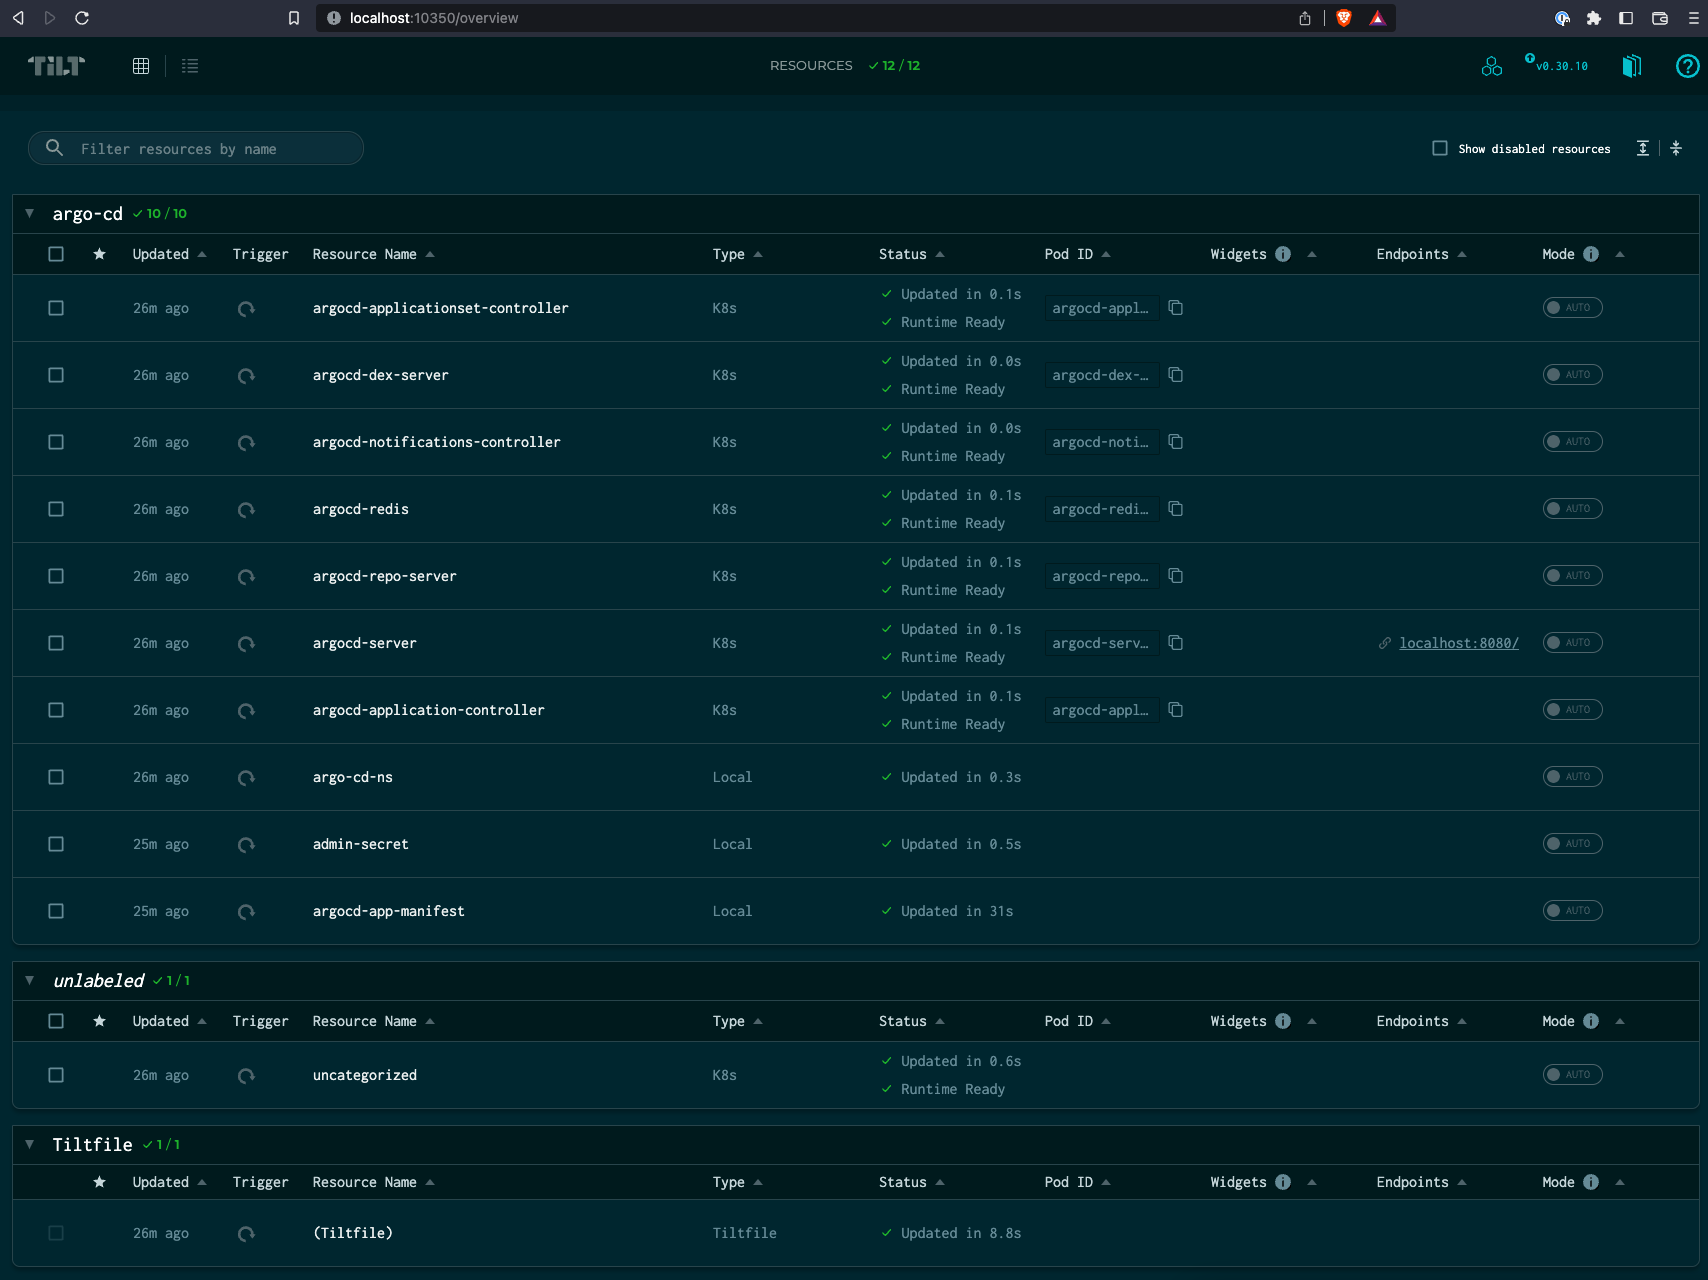 localhost:10350/overview
TILT RESOURCES 12 / 12 v0.30.10
Filter resources by name Show disabled resources
argo-cd 10 / 10
Updated Trigger Resource Name Type Status Pod ID Widgets Endpoints Mode
26m ago argocd-applicationset-controller K8s Updated in 0.1s Runtime Ready argocd-appl… AUTO
26m ago argocd-dex-server K8s Updated in 0.0s Runtime Ready argocd-dex-… AUTO
26m ago argocd-notifications-controller K8s Updated in 0.0s Runtime Ready argocd-noti… AUTO
26m ago argocd-redis K8s Updated in 0.1s Runtime Ready argocd-redi… AUTO
26m ago argocd-repo-server K8s Updated in 0.1s Runtime Ready argocd-repo… AUTO
26m ago argocd-server K8s Updated in 0.1s Runtime Ready argocd-serv… localhost:8080/ AUTO
26m ago argocd-application-controller K8s Updated in 0.1s Runtime Ready argocd-appl… AUTO
26m ago argo-cd-ns Local Updated in 0.3s AUTO
25m ago admin-secret Local Updated in 0.5s AUTO
25m ago argocd-app-manifest Local Updated in 31s AUTO
unlabeled 1 / 1
Updated Trigger Resource Name Type Status Pod ID Widgets Endpoints Mode
26m ago uncategorized K8s Updated in 0.6s Runtime Ready AUTO
Tiltfile 1 / 1
Updated Trigger Resource Name Type Status Pod ID Widgets Endpoints Mode
26m ago (Tiltfile) Tiltfile Updated in 8.8s